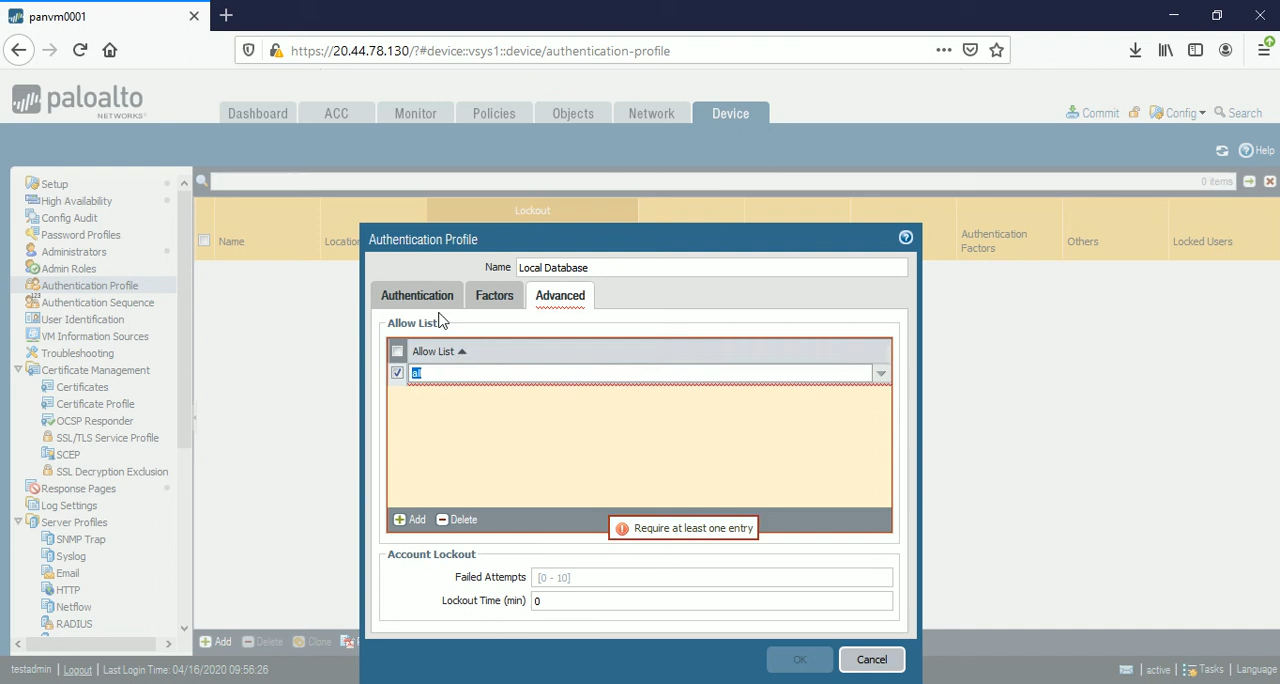 panvm0001
https://20.44.78.130/?#device::vsys1::device/authentication-profile
paloalto
NETWORKS
Dashboard
ACC
Monitor
Policies
Objects
Network
Device
Commit
Config
Search
Help
Setup
High Availability
Config Audit
Password Profiles
Administrators
Admin Roles
Authentication Profile
Authentication Sequence
User Identification
VM Information Sources
Troubleshooting
Certificate Management
Certificates
Certificate Profile
OCSP Responder
SSL/TLS Service Profile
SCEP
SSL Decryption Exclusion
Response Pages
Log Settings
Server Profiles
SNMP Trap
Syslog
Email
HTTP
Netflow
RADIUS
0 items
Lockout
Name
Location
Authentication
Factors
Others
Locked Users
Authentication Profile
Name Local Database
Authentication
Factors
Advanced
Allow List
Allow List
all
Add
Delete
Require at least one entry
Account Lockout
Failed Attempts [0 - 10]
Lockout Time (min) 0
OK
Cancel
Add
Delete
Clone
testadmin | Logout | Last Login Time: 04/16/2020 09:56:26
active
Tasks
Language